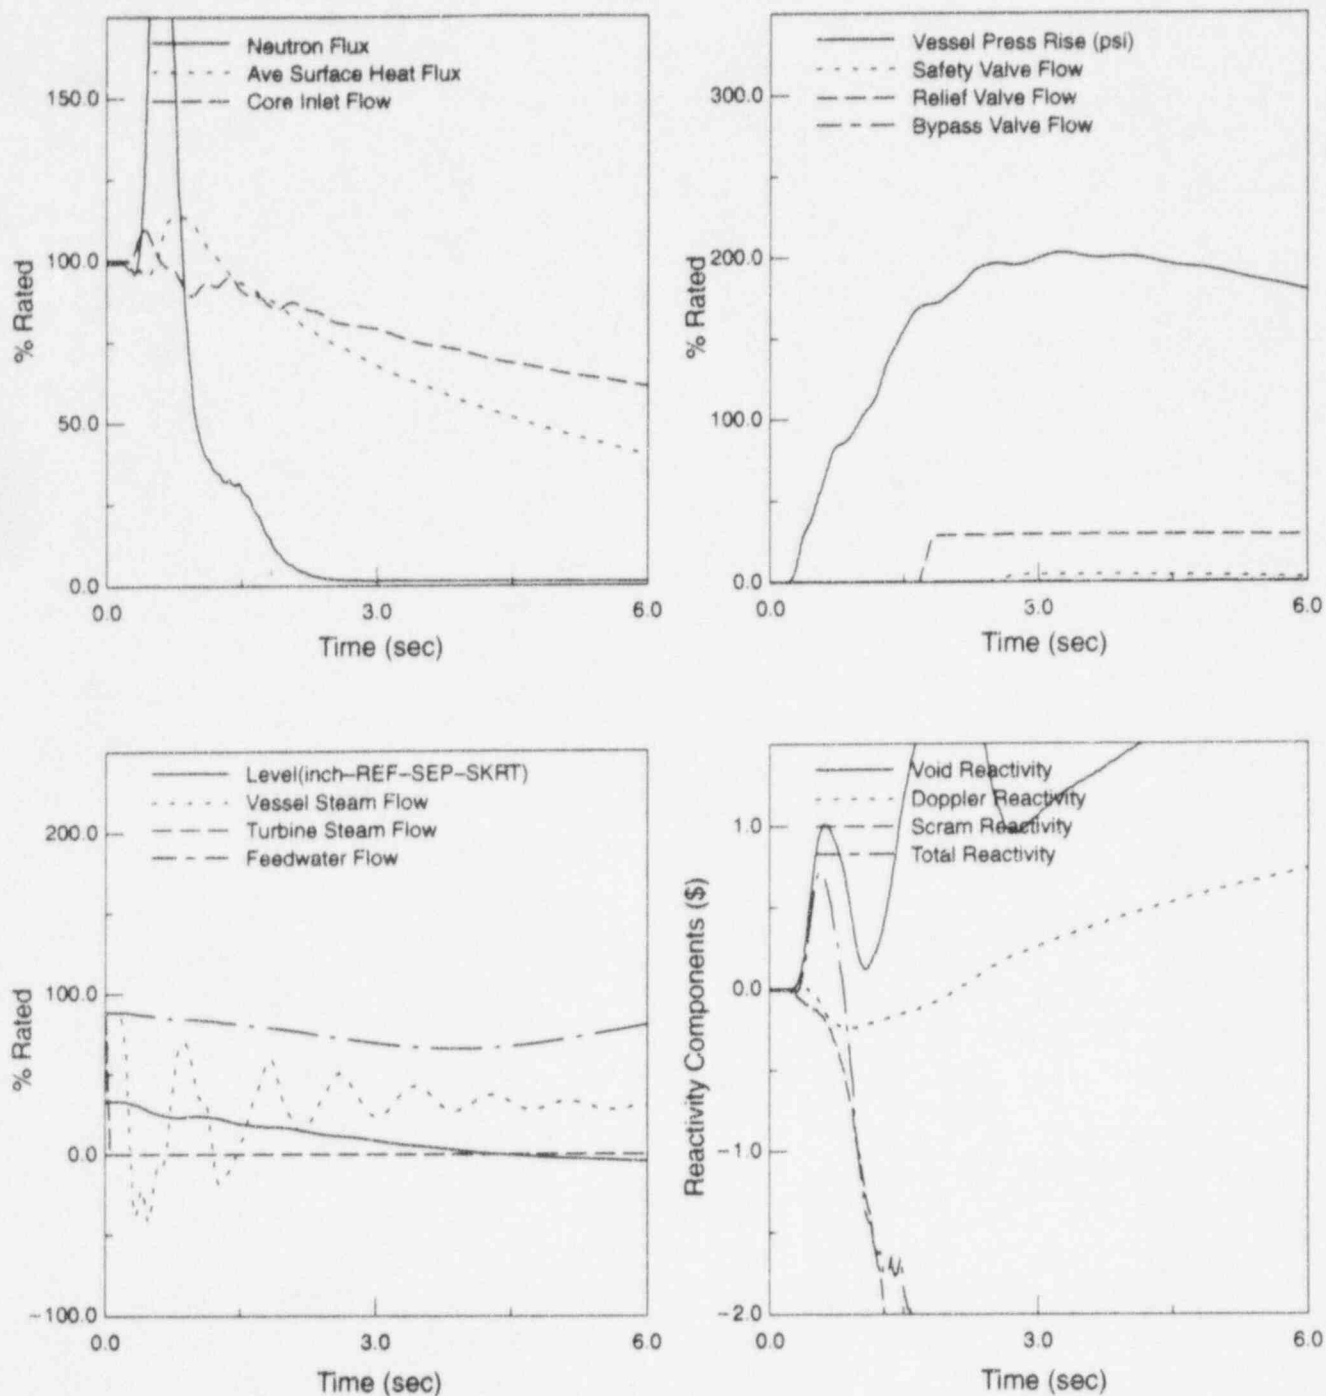 Neutron Flux
Ave Surface Heat Flux
Core Inlet Flow
150.0
100.0
50.0
0.0
% Rated
0.0 3.0 6.0
Time (sec)
Vessel Press Rise (psi)
Safety Valve Flow
Relief Valve Flow
Bypass Valve Flow
300.0
200.0
100.0
0.0
% Rated
0.0 3.0 6.0
Time (sec)
Level(inch-REF-SEP-SKRT)
Vessel Steam Flow
Turbine Steam Flow
Feedwater Flow
200.0
100.0
0.0
-100.0
% Rated
0.0 3.0 6.0
Time (sec)
Void Reactivity
Doppler Reactivity
Scram Reactivity
Total Reactivity
1.0
0.0
-1.0
-2.0
Reactivity Components ($)
0.0 3.0 6.0
Time (sec)